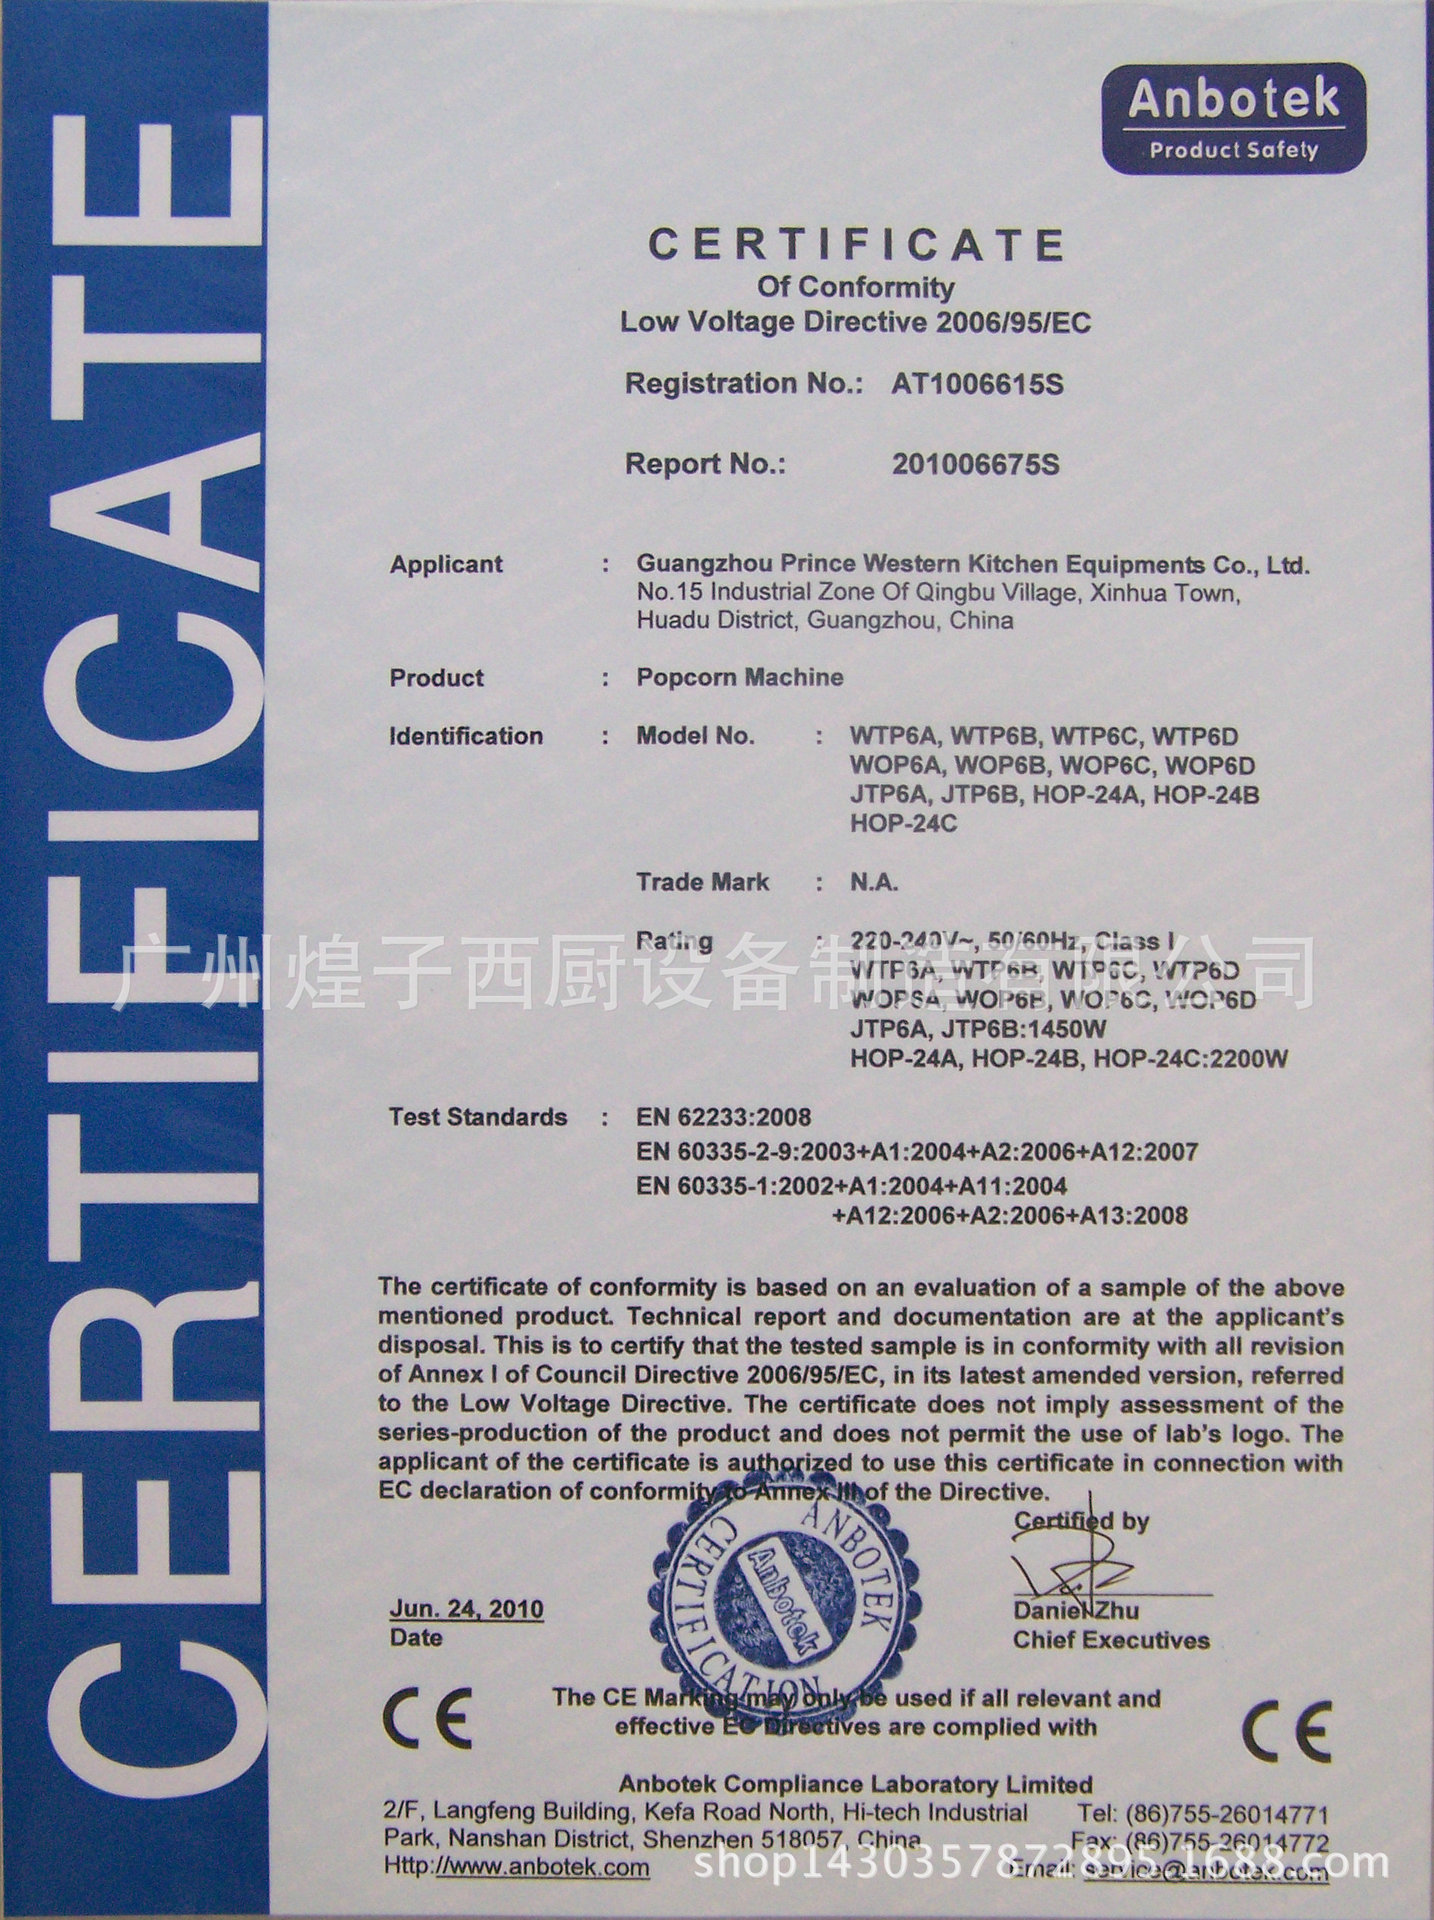 CERTIFICATE
Anbotek
Product Safety
CERTIFICATE
Of Conformity
Low Voltage Directive 2006/95/EC
Registration No.: AT1006615S
Report No.: 201006675S
Applicant : Guangzhou Prince Western Kitchen Equipments Co., Ltd.
No.15 Industrial Zone Of Qingbu Village, Xinhua Town,
Huadu District, Guangzhou, China
Product : Popcorn Machine
Identification : Model No. : WTP6A, WTP6B, WTP6C, WTP6D
WOP6A, WOP6B, WOP6C, WOP6D
JTP6A, JTP6B, HOP-24A, HOP-24B
HOP-24C
Trade Mark : N.A.
Rating : 220-240V~, 50/60Hz, Class I
广州煌子西厨设备制造有限公司
WTP6A, WTP6B, WTP6C, WTP6D
WOP6A, WOP6B, WOP6C, WOP6D
JTP6A, JTP6B:1450W
HOP-24A, HOP-24B, HOP-24C:2200W
Test Standards : EN 62233:2008
EN 60335-2-9:2003+A1:2004+A2:2006+A12:2007
EN 60335-1:2002+A1:2004+A11:2004
+A12:2006+A2:2006+A13:2008
The certificate of conformity is based on an evaluation of a sample of the above
mentioned product. Technical report and documentation are at the applicant's
disposal. This is to certify that the tested sample is in conformity with all revision
of Annex I of Council Directive 2006/95/EC, in its latest amended version, referred
to the Low Voltage Directive. The certificate does not imply assessment of the
series-production of the product and does not permit the use of lab's logo. The
applicant of the certificate is authorized to use this certificate in connection with
EC declaration of conformity to Annex III of the Directive.
Certified by
ANBOTEK
CERTIFICATION
Anbotek
Jun. 24, 2010
Date
Daniel Zhu
Chief Executives
CE
The CE Marking may only be used if all relevant and
effective EC Directives are complied with
CE
Anbotek Compliance Laboratory Limited
2/F, Langfeng Building, Kefa Road North, Hi-tech Industrial Tel: (86)755-26014771
Park, Nanshan District, Shenzhen 518057, China Fax: (86)755-26014772
Http://www.anbotek.com Email: service@anbotek.com
shop1430357872895.1688.com